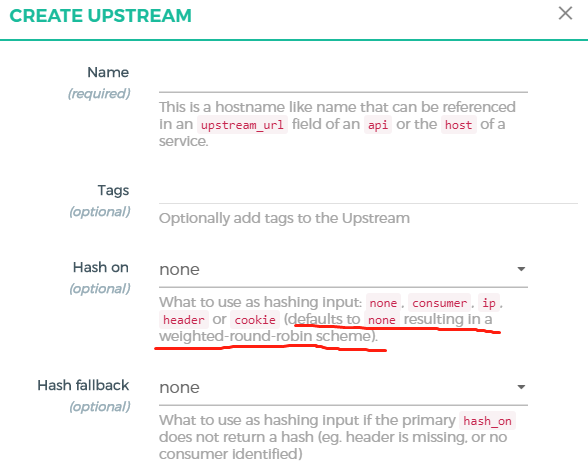 CREATE UPSTREAM
Name
(required)
This is a hostname like name that can be referenced
in an upstream_url field of an api or the host of a
service.
Tags
(optional)
Optionally add tags to the Upstream
Hash on
(optional)
none
What to use as hashing input: none, consumer, ip,
header or cookie (defaults to none resulting in a
weighted-round-robin scheme).
Hash fallback
(optional)
none
What to use as hashing input if the primary hash_on
does not return a hash (eg. header is missing, or no
consumer identified)